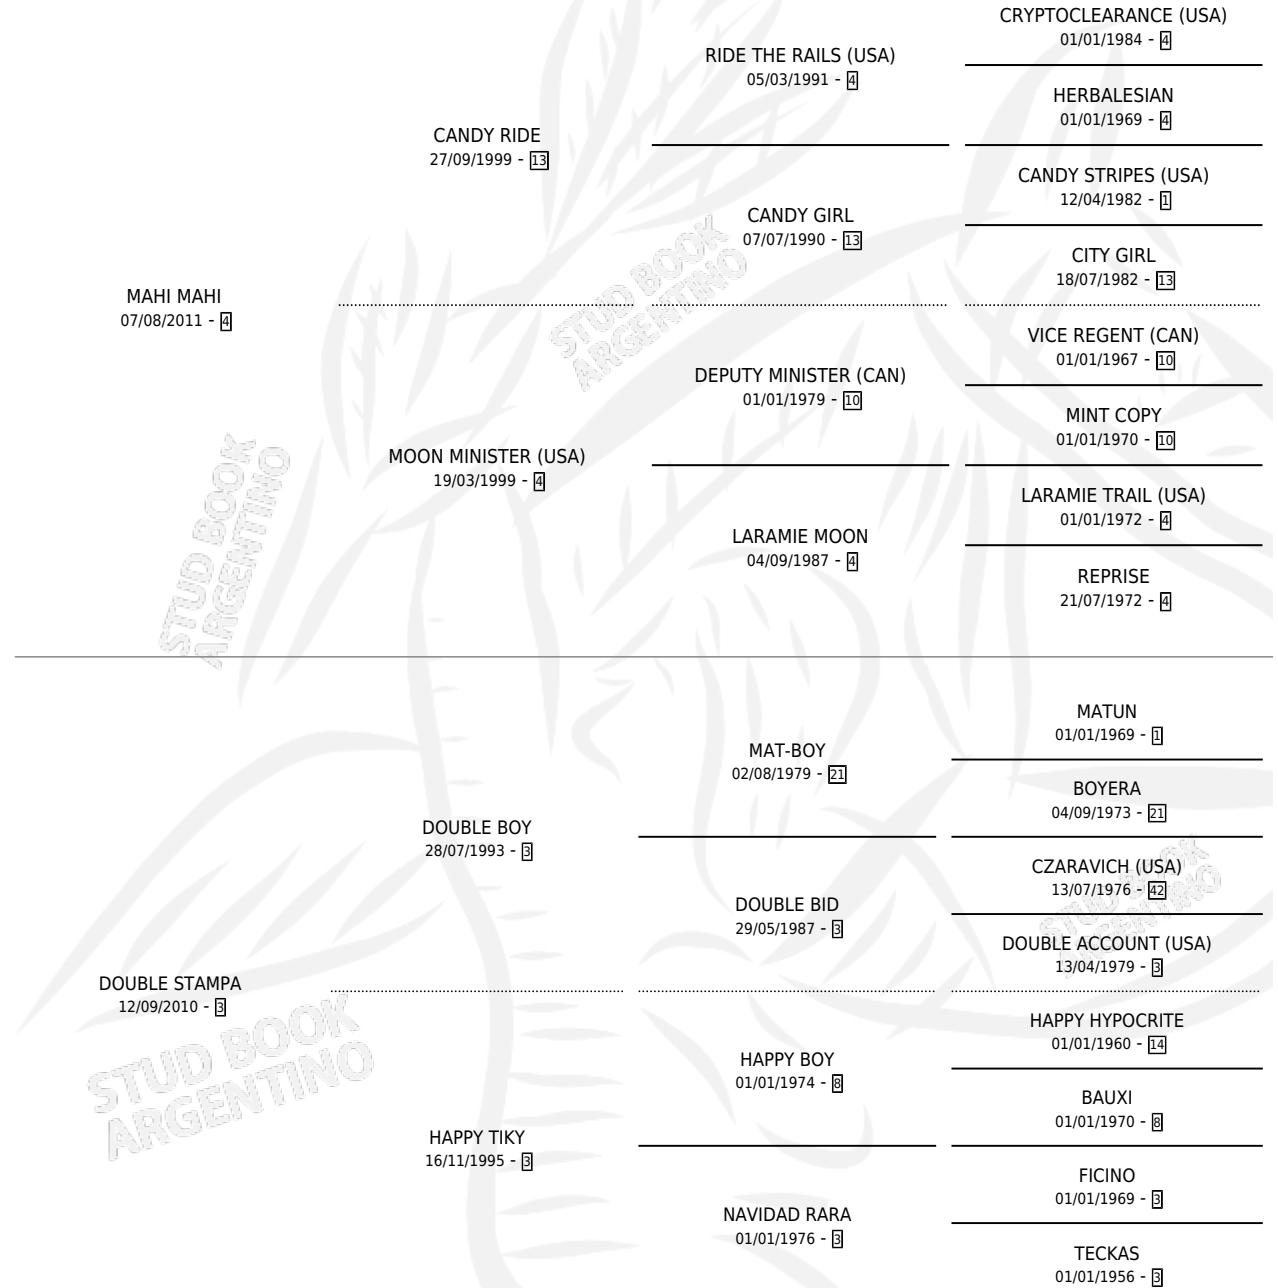 CRYPTOCLEARANCE (USA)
01/01/1984 - 4
RIDE THE RAILS (USA)
05/03/1991 - 4
HERBALESIAN
01/01/1969 - 4
CANDY RIDE
27/09/1999 - 13
CANDY STRIPES (USA)
12/04/1982 - 1
CANDY GIRL
07/07/1990 - 13
CITY GIRL
18/07/1982 - 13
MAHI MAHI
07/08/2011 - 4
STUD BOOK
ARGENTINO
VICE REGENT (CAN)
01/01/1967 - 10
DEPUTY MINISTER (CAN)
01/01/1979 - 10
MINT COPY
01/01/1970 - 10
MOON MINISTER (USA)
19/03/1999 - 4
LARAMIE TRAIL (USA)
01/01/1972 - 4
LARAMIE MOON
04/09/1987 - 4
REPRISE
21/07/1972 - 4
STUD BOOK
ARGENTINO
MATUN
01/01/1969 - 1
MAT-BOY
02/08/1979 - 21
BOYERA
04/09/1973 - 21
DOUBLE BOY
28/07/1993 - 3
CZARAVICH (USA)
13/07/1976 - 42
DOUBLE BID
29/05/1987 - 3
STUD BOOK
ARGENTINO
DOUBLE ACCOUNT (USA)
13/04/1979 - 3
DOUBLE STAMPA
12/09/2010 - 3
HAPPY HYPOCRITE
01/01/1960 - 14
HAPPY BOY
01/01/1974 - 8
STUD BOOK
ARGENTINO
BAUXI
01/01/1970 - 8
HAPPY TIKY
16/11/1995 - 3
FICINO
01/01/1969 - 3
NAVIDAD RARA
01/01/1976 - 3
TECKAS
01/01/1956 - 3